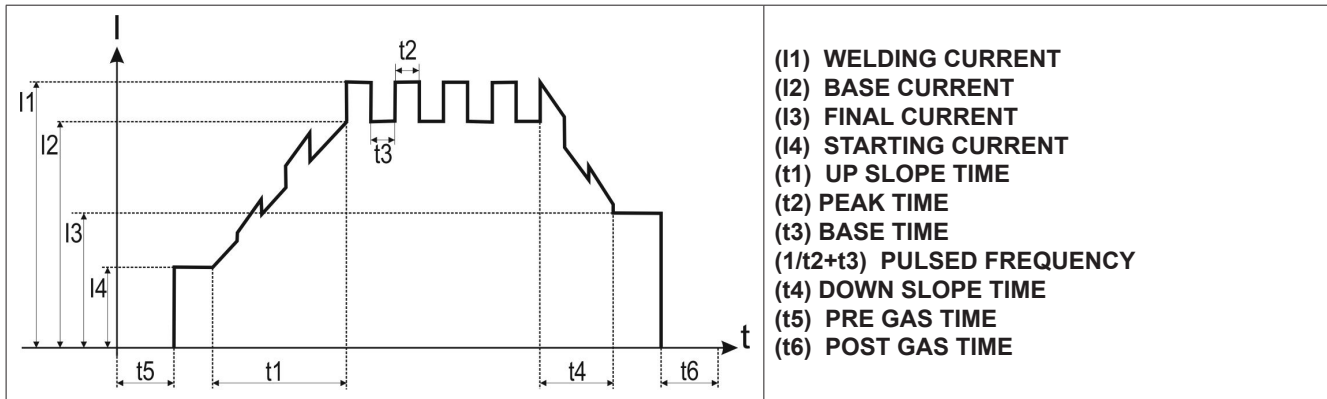 I
t2
I1
I2
t3
I3
I4
t
t5
t1
t4
t6
(I1) WELDING CURRENT
(I2) BASE CURRENT
(I3) FINAL CURRENT
(I4) STARTING CURRENT
(t1) UP SLOPE TIME
(t2) PEAK TIME
(t3) BASE TIME
(1/t2+t3) PULSED FREQUENCY
(t4) DOWN SLOPE TIME
(t5) PRE GAS TIME
(t6) POST GAS TIME